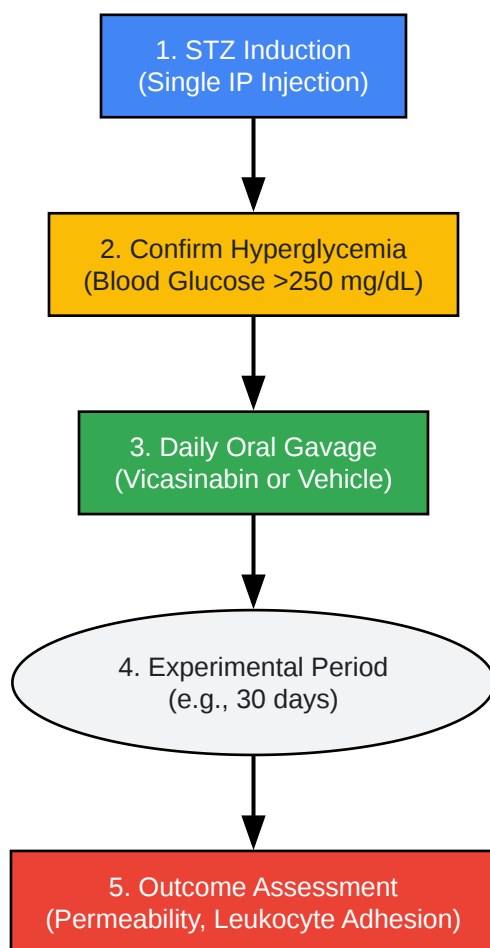 1. STZ Induction
(Single IP Injection)
2. Confirm Hyperglycemia
(Blood Glucose >250 mg/dL)
3. Daily Oral Gavage
(Vicasinabin or Vehicle)
4. Experimental Period
(e.g., 30 days)
5. Outcome Assessment
(Permeability, Leukocyte Adhesion)